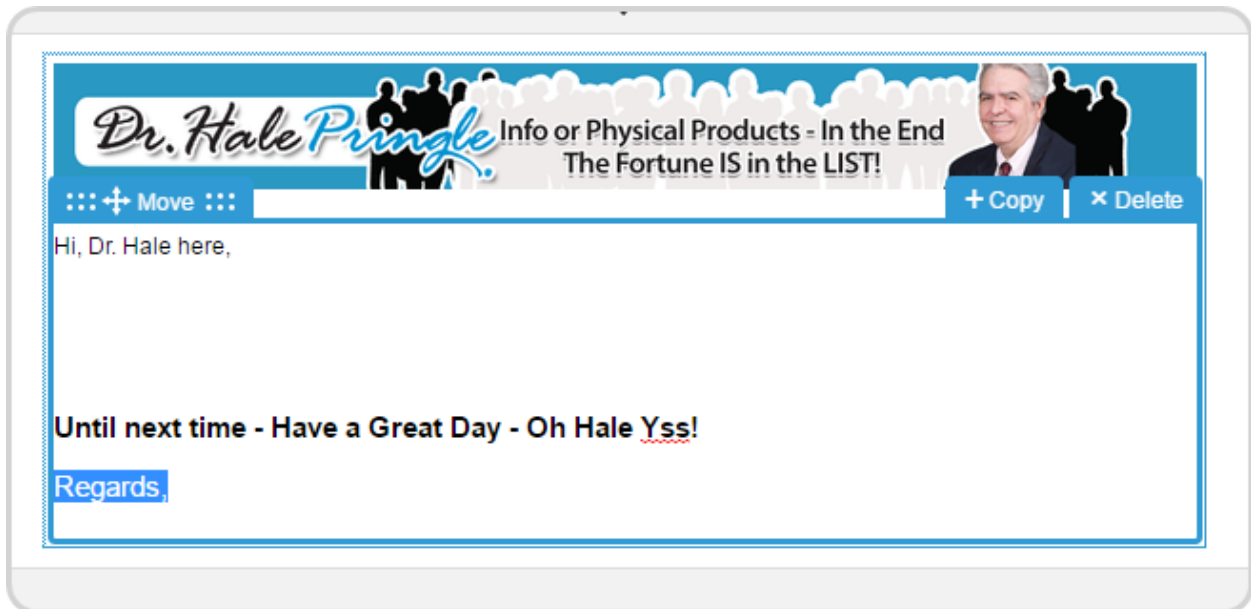 Dr. Hale Pringle
Info or Physical Products - In the End
The Fortune IS in the LIST!
Move
+ Copy
× Delete
Hi, Dr. Hale here,
Until next time - Have a Great Day - Oh Hale Yss!
Regards,